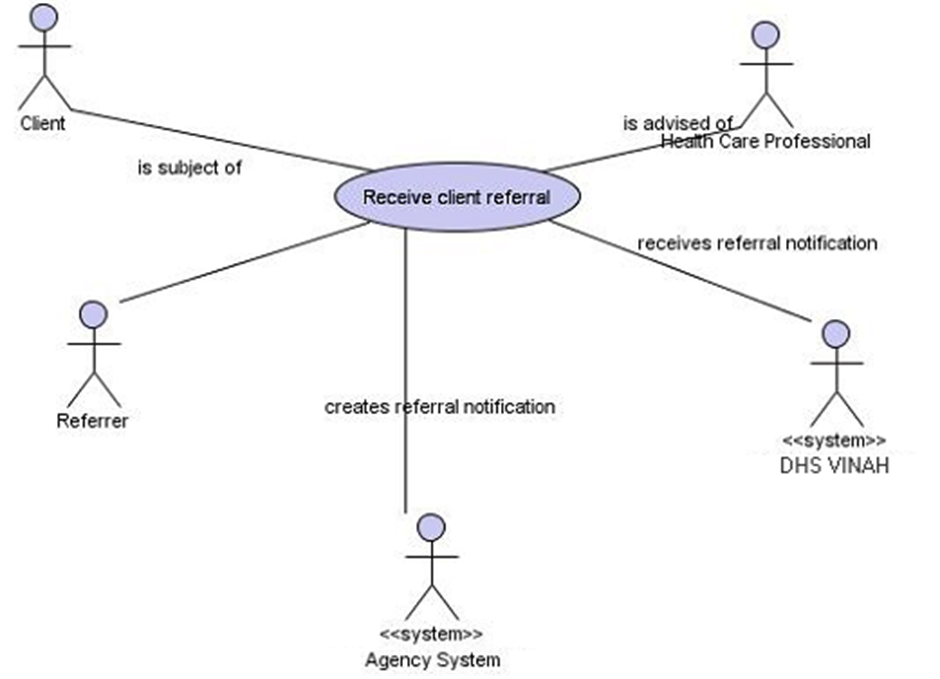 Client
is advised of
Health Care Professional
is subject of
Receive client referral
receives referral notification
creates referral notification
Referrer
<<system>>
DHS VINAH
<<system>>
Agency System